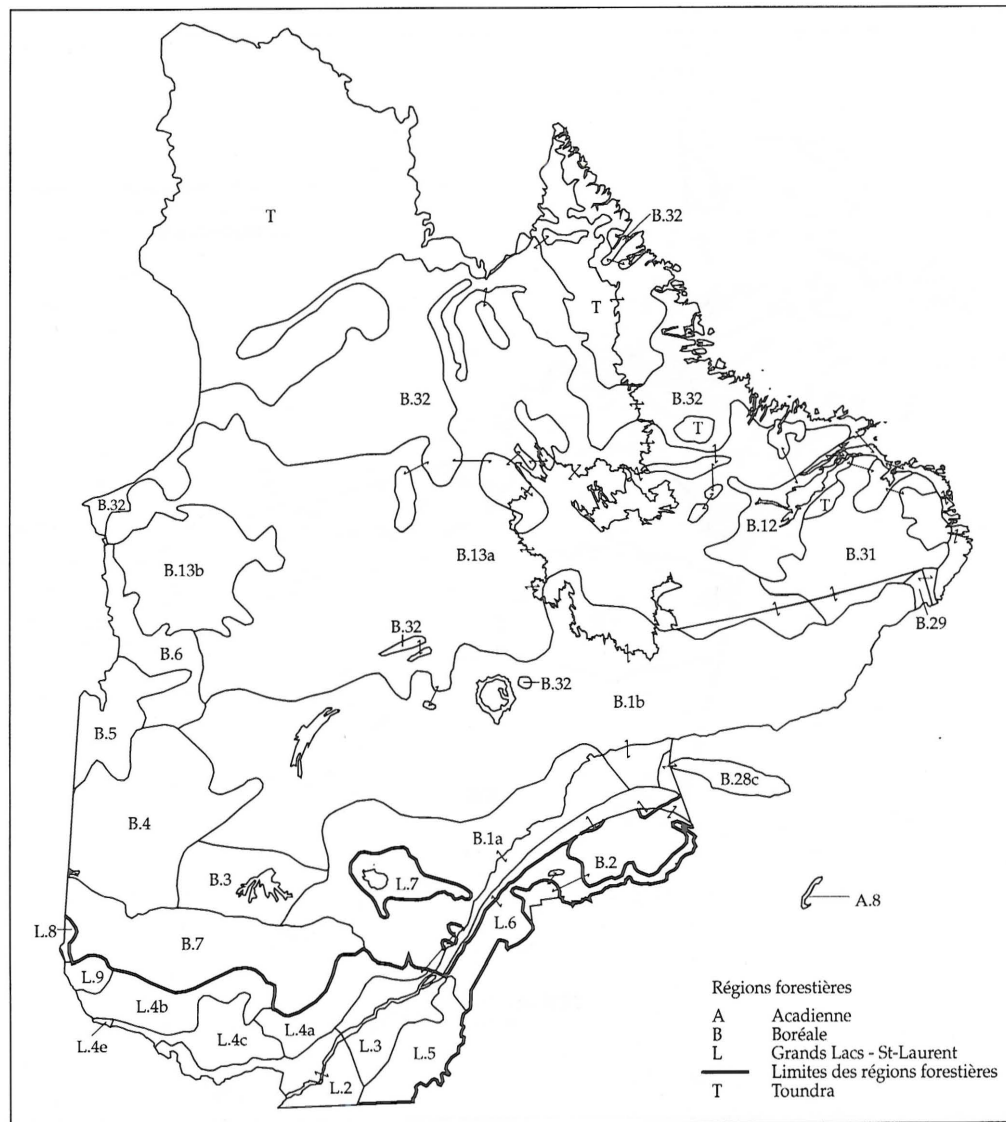 B.32
T
T
B.32
B.32
T
B.32
T
B.12
B.13a
B.13b
B.31
B.32
B.29
B.6
B.32
B.1b
B.5
B.28c
B.4
B.1a
B.2
B.3
L.7
A.8
L.6
L.8
B.7
L.9
L.4b
L.4a
L.4e
L.4c
L.3
L.5
L.2
Régions forestières
A Acadienne
B Boréale
L Grands Lacs - St-Laurent
Limites des régions forestières
T Toundra